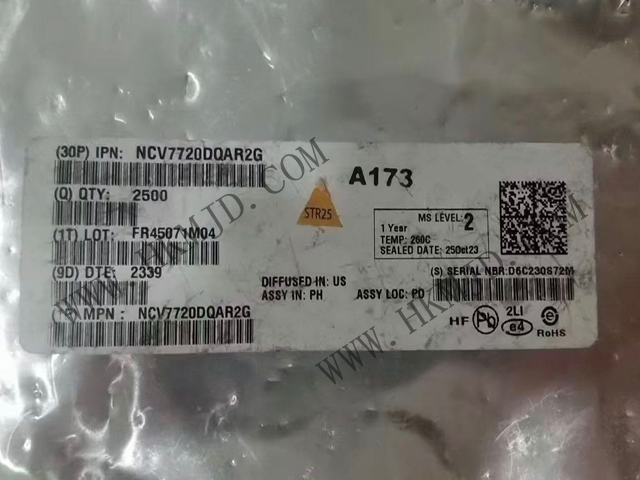 (30P) IPN: NCV7720DQAR2G
A173
(Q) QTY: 2500
STR25
MS LEVEL: 2
1 Year
TEMP: 260C
SEALED DATE: 25Oct23
(1T) LOT: FR45071M04
(9D) DTE: 2339
DIFFUSED IN: US
ASSY IN: PH
ASSY LOC: PD
(S) SERIAL NBR:D6C230S72M
MPN: NCV7720DQAR2G
HF
Pb
2LI
e4
e
RoHS
WWW.HKMJD.COM
WWW.HKMJD.COM